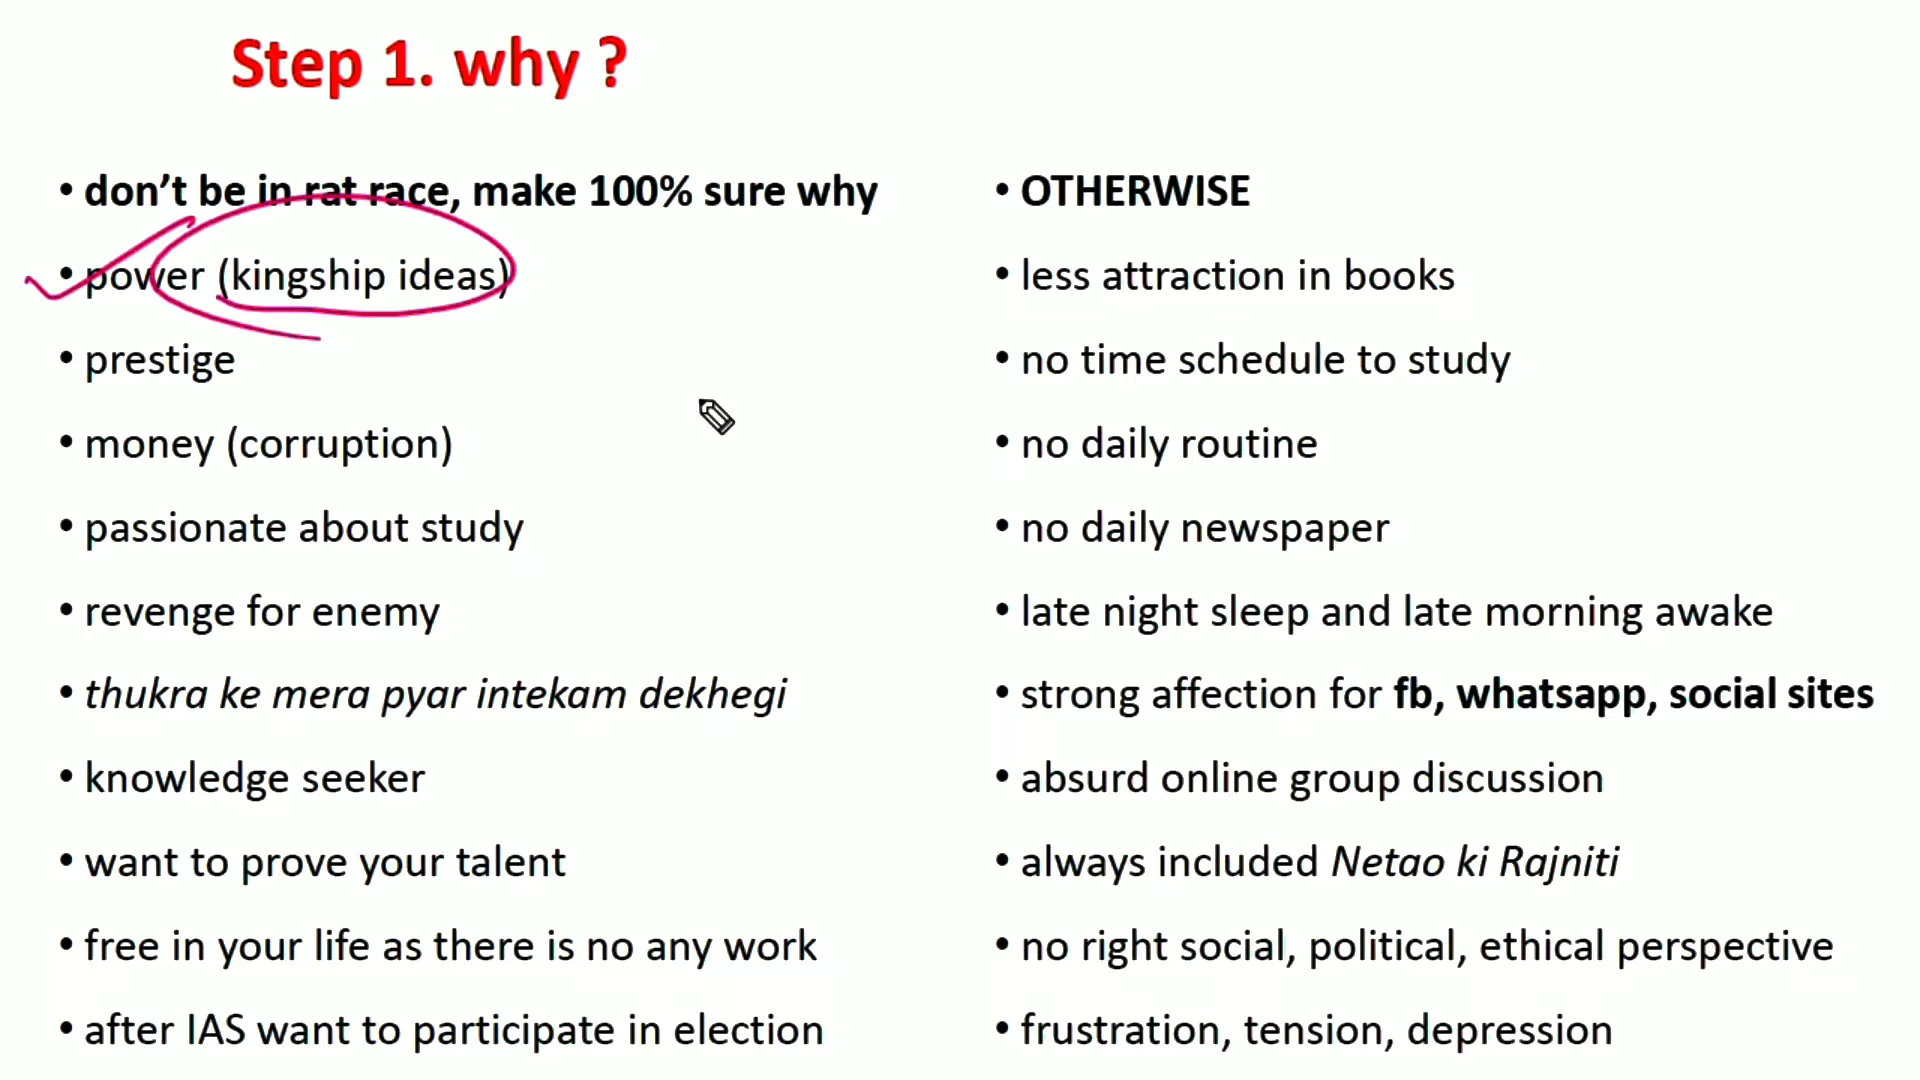 Step 1. why ?
• don’t be in rat race, make 100% sure why
• power (kingship ideas)
• prestige
• money (corruption)
• passionate about study
• revenge for enemy
• thukra ke mera pyar intekam dekhegi
• knowledge seeker
• want to prove your talent
• free in your life as there is no any work
• after IAS want to participate in election
• OTHERWISE
• less attraction in books
• no time schedule to study
• no daily routine
• no daily newspaper
• late night sleep and late morning awake
• strong affection for fb, whatsapp, social sites
• absurd online group discussion
• always included Netao ki Rajniti
• no right social, political, ethical perspective
• frustration, tension, depression